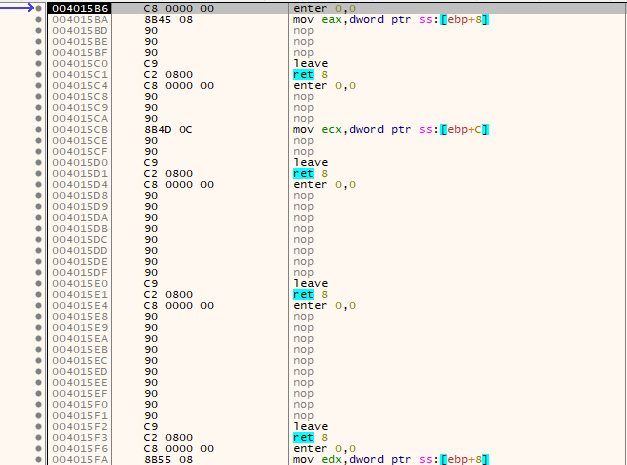 004015B6 C8 0000 00 enter 0,0
004015BA 8B45 08 mov eax,dword ptr ss:[ebp+8]
004015BD 90 nop
004015BE 90 nop
004015BF 90 nop
004015C0 C9 leave
004015C1 C2 0800 ret 8
004015C4 C8 0000 00 enter 0,0
004015C8 90 nop
004015C9 90 nop
004015CA 90 nop
004015CB 8B4D 0C mov ecx,dword ptr ss:[ebp+C]
004015CE 90 nop
004015CF 90 nop
004015D0 C9 leave
004015D1 C2 0800 ret 8
004015D4 C8 0000 00 enter 0,0
004015D8 90 nop
004015D9 90 nop
004015DA 90 nop
004015DB 90 nop
004015DC 90 nop
004015DD 90 nop
004015DE 90 nop
004015DF 90 nop
004015E0 C9 leave
004015E1 C2 0800 ret 8
004015E4 C8 0000 00 enter 0,0
004015E8 90 nop
004015E9 90 nop
004015EA 90 nop
004015EB 90 nop
004015EC 90 nop
004015ED 90 nop
004015EE 90 nop
004015EF 90 nop
004015F0 90 nop
004015F1 90 nop
004015F2 C9 leave
004015F3 C2 0800 ret 8
004015F6 C8 0000 00 enter 0,0
004015FA 8B55 08 mov edx,dword ptr ss:[ebp+8]